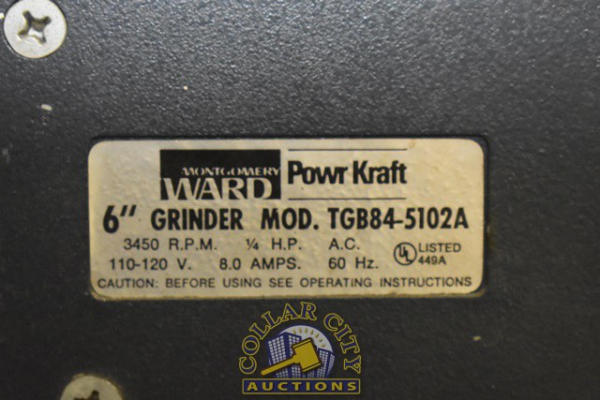 MONTGOMERY
WARD
Powr Kraft
6" GRINDER MOD. TGB84-5102A
3450 R.P.M. ¼ H.P. A.C.
110-120 V. 8.0 AMPS. 60 Hz.
UL LISTED
449A
CAUTION: BEFORE USING SEE OPERATING INSTRUCTIONS
COLLAR CITY
AUCTIONS